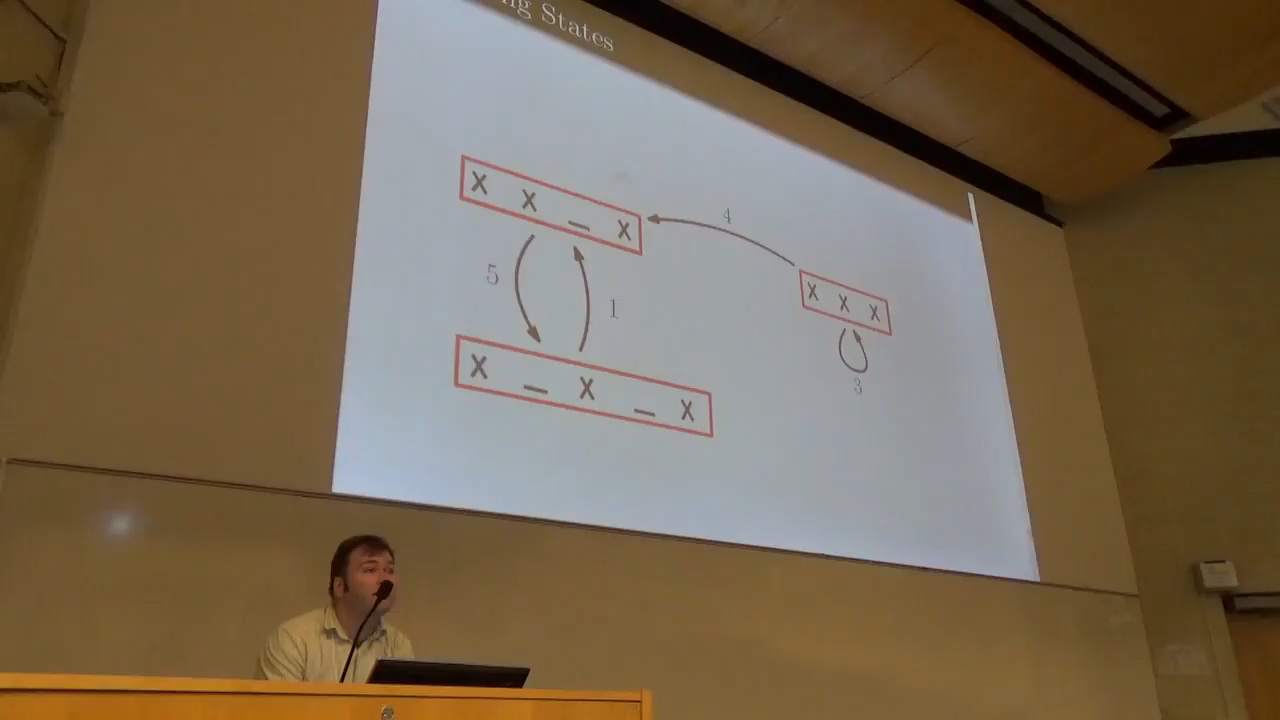 States
x x _ x
4
5
1
x x x
x _ x _ x
3